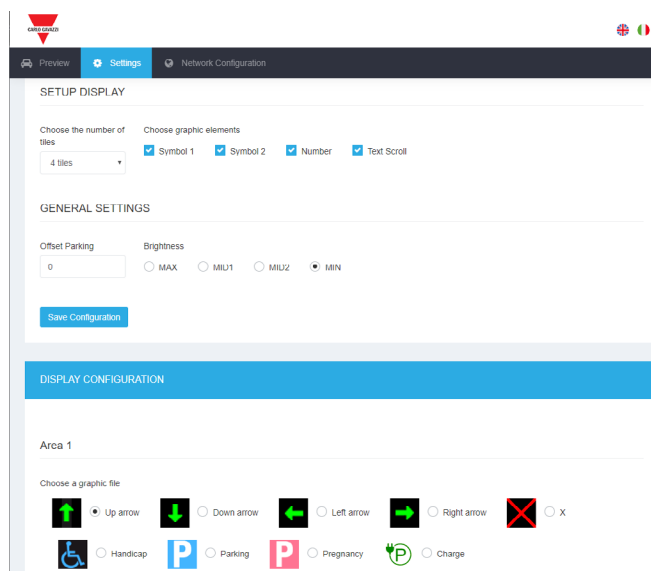 CARLO GAVAZZI
Preview Settings Network Configuration
SETUP DISPLAY
Choose the number of tiles Choose graphic elements
4 tiles Symbol 1 Symbol 2 Number Text Scroll
GENERAL SETTINGS
Offset Parking Brightness
0 MAX MID1 MID2 MIN
Save Configuration
DISPLAY CONFIGURATION
Area 1
Choose a graphic file
Up arrow Down arrow Left arrow Right arrow X
Handicap P Parking P Pregnancy P Charge